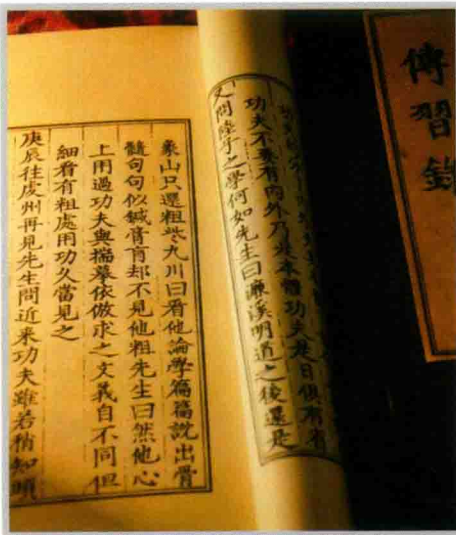 傳習錄
功夫不要有內外乃是本體功夫是日俱有省
又問陸子之學何如先生曰濂溪明道之後還是
象山只還粗些九川曰看他論學篇篇說出骨
髓句句似鍼膏肓却不見他粗先生曰然他心
上用過功夫與揣摹依倣求之文義自不同但
細看有粗處用功久當見之
庚辰往虔州再見先生問近来功夫雖若稍知頭